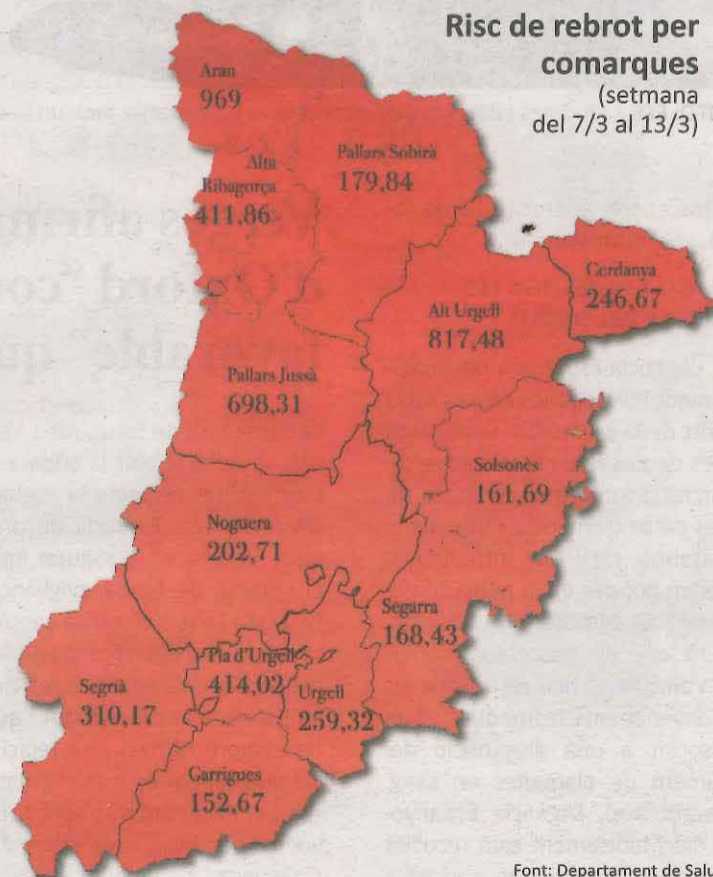 Risc de rebrot per
comarques
(setmana
del 7/3 al 13/3)
Aran
969
Pallars Sobirà
179,84
Alta
Ribagorça
411,86
Cerdanya
246,67
Alt Urgell
817,48
Pallars Jussà
698,31
Solsonès
161,69
Noguera
202,71
Segarra
168,43
Pla d'Urgell
414,02
Segrià
310,17
Urgell
259,32
Garrigues
152,67
Font: Departament de Salu